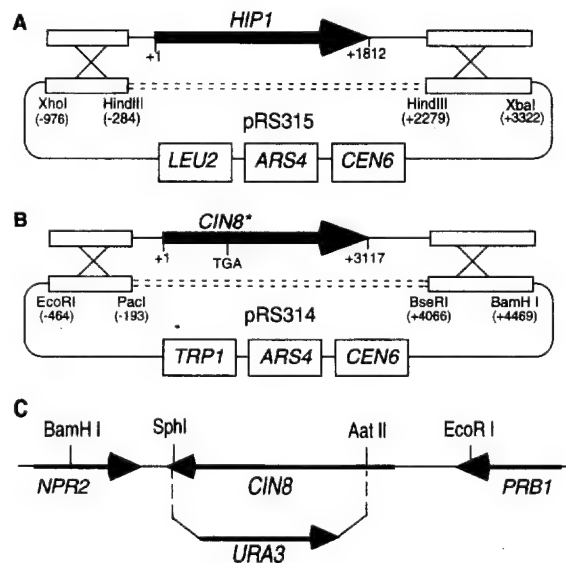 A
HIP1
+1
+1812
XhoI HindIII HindIII XbaI
(-976) (-284) (+2279) (+3322)
pRS315
LEU2 ARS4 CEN6
B
CIN8*
+1 TGA +3117
EcoRI PacI BseRI BamH I
(-464) (-193) (+4066) (+4469)
pRS314
TRP1 ARS4 CEN6
C
BamH I SphI Aat II EcoR I
NPR2 CIN8 PRB1
URA3